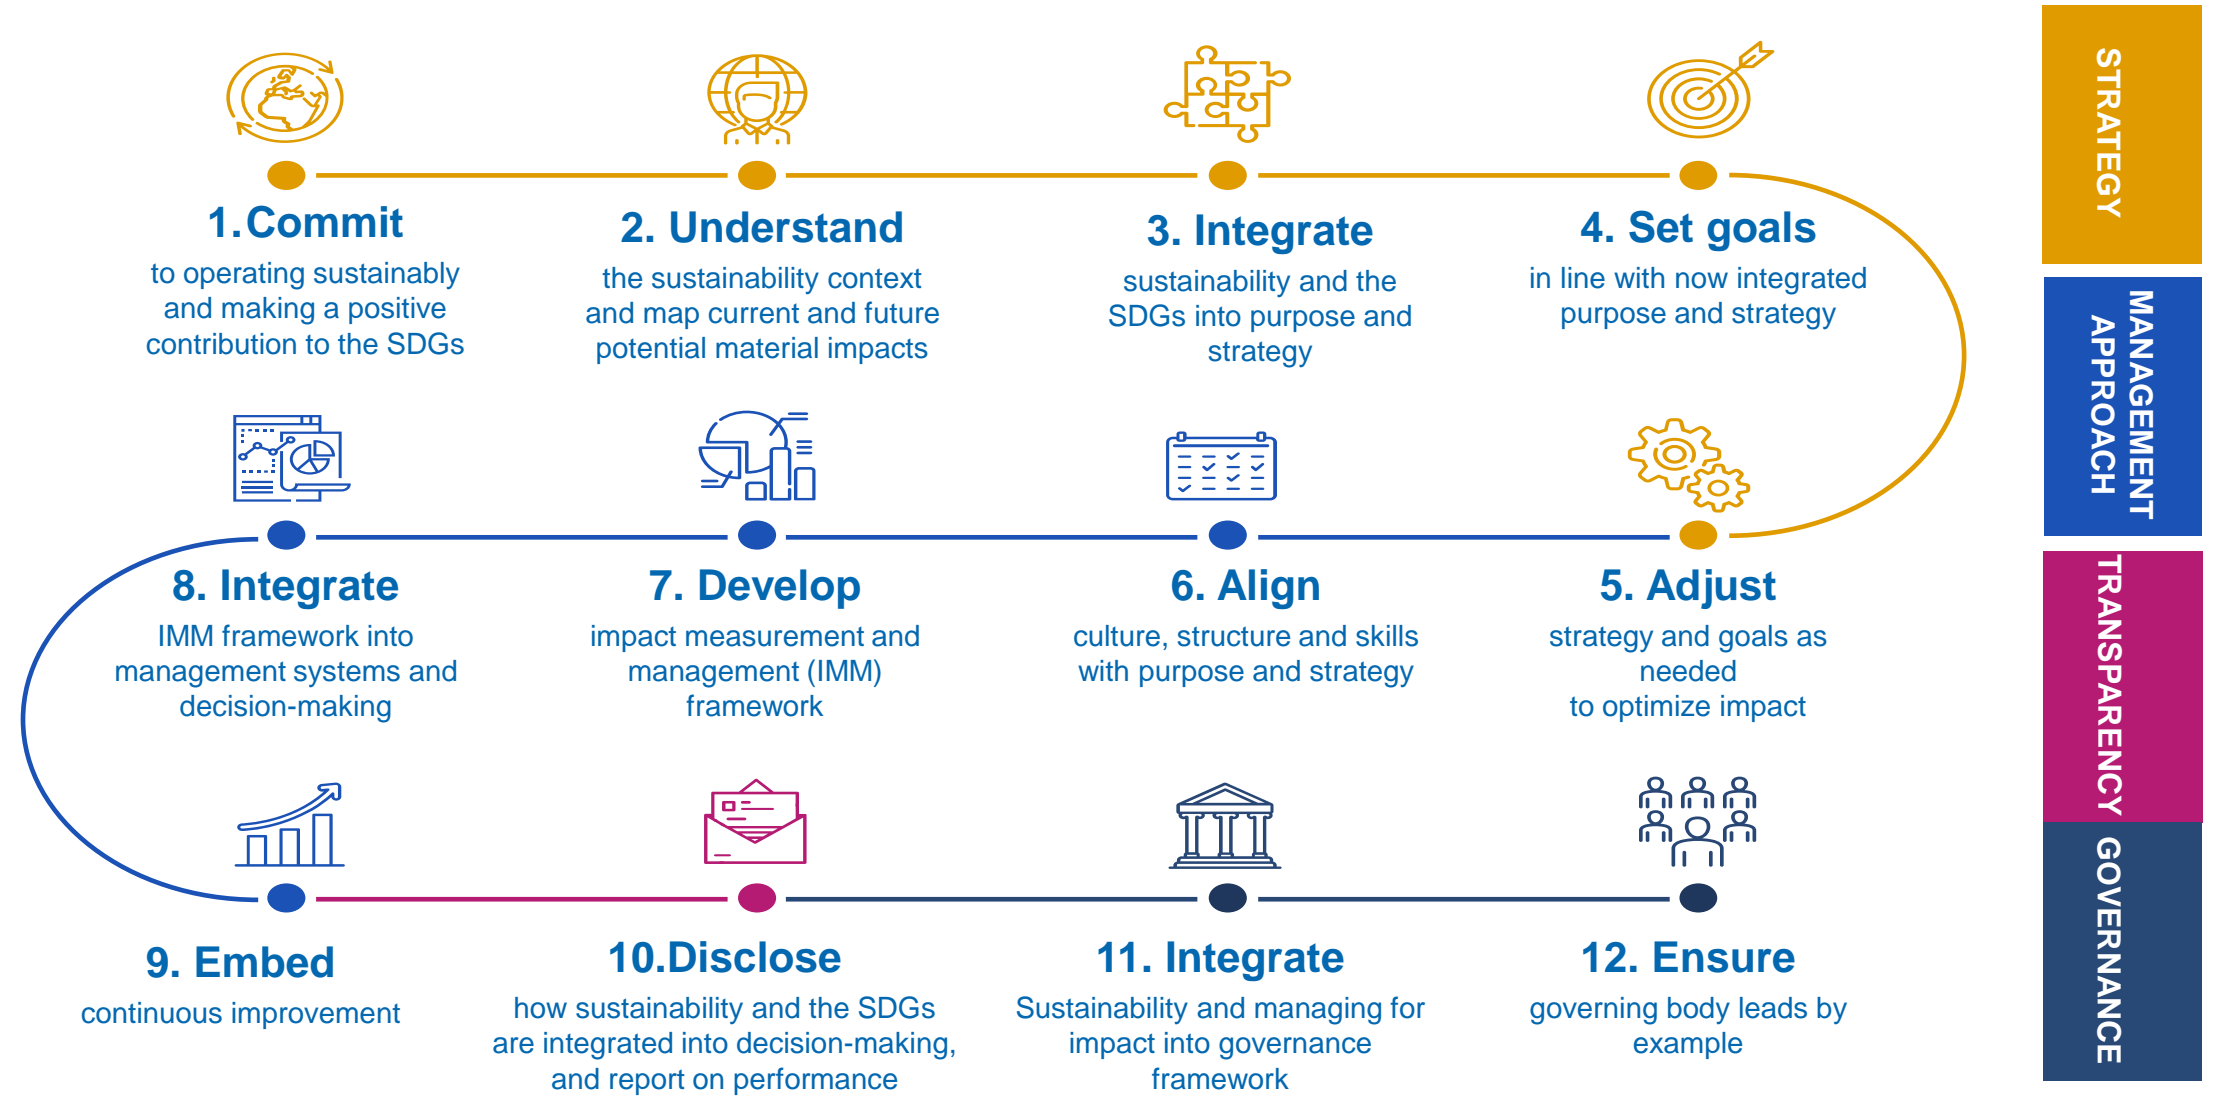 1.Commit
to operating sustainably
and making a positive
contribution to the SDGs
2. Understand
the sustainability context
and map current and future
potential material impacts
3. Integrate
sustainability and the
SDGs into purpose and
strategy
4. Set goals
in line with now integrated
purpose and strategy
STRATEGY
8. Integrate
IMM framework into
management systems and
decision-making
7. Develop
impact measurement and
management (IMM)
framework
6. Align
culture, structure and skills
with purpose and strategy
5. Adjust
strategy and goals as
needed
to optimize impact
MANAGEMENT
APPROACH
TRANSPARENCY
9. Embed
continuous improvement
10.Disclose
how sustainability and the SDGs
are integrated into decision-making,
and report on performance
11. Integrate
Sustainability and managing for
impact into governance
framework
12. Ensure
governing body leads by
example
GOVERNANCE